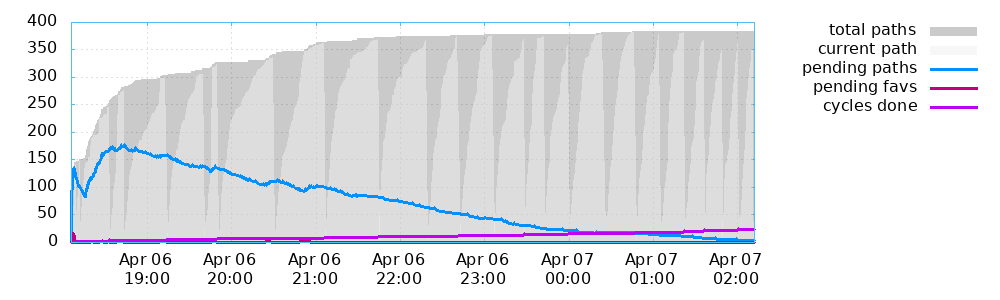 400
350
300
250
200
150
100
50
0
Apr 06
19:00
Apr 06
20:00
Apr 06
21:00
Apr 06
22:00
Apr 06
23:00
Apr 07
00:00
Apr 07
01:00
Apr 07
02:00
total paths
current path
pending paths
pending favs
cycles done